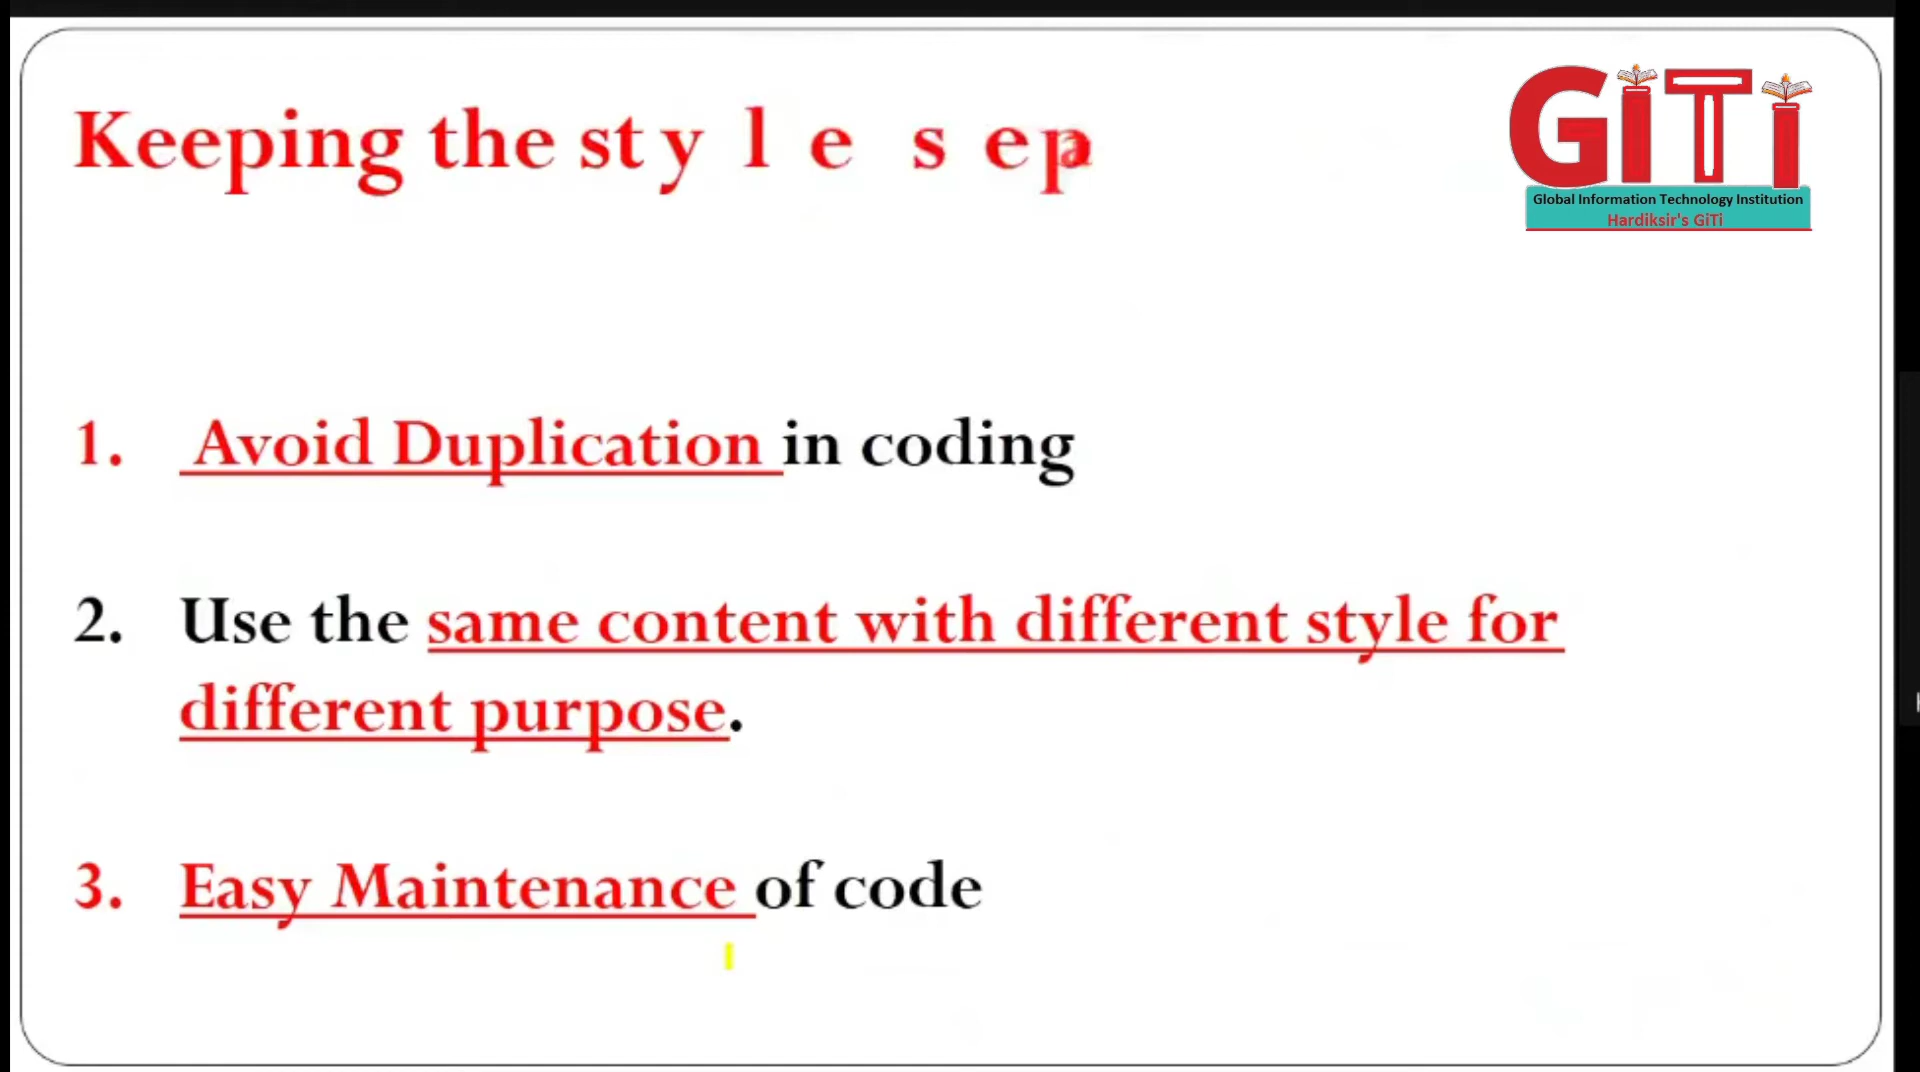 Keeping the style sepa
GiTi
Global Information Technology Institution
Hardiksir's GiTi
1. Avoid Duplication in coding
2. Use the same content with different style for
different purpose.
3. Easy Maintenance of code